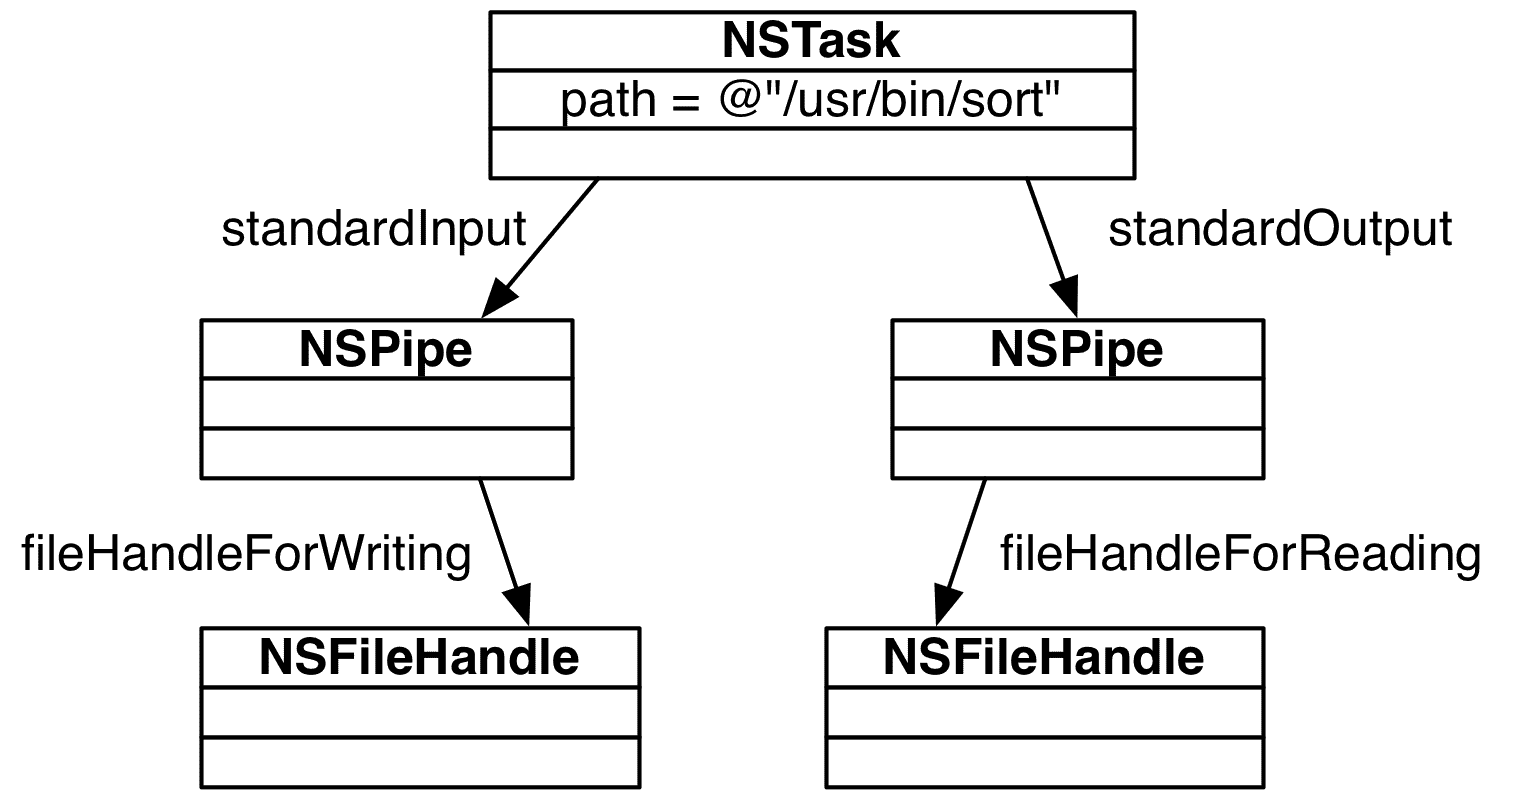 NSTask
path = @"/usr/bin/sort"
standardInput
standardOutput
NSPipe
NSPipe
fileHandleForWriting
fileHandleForReading
NSFileHandle
NSFileHandle